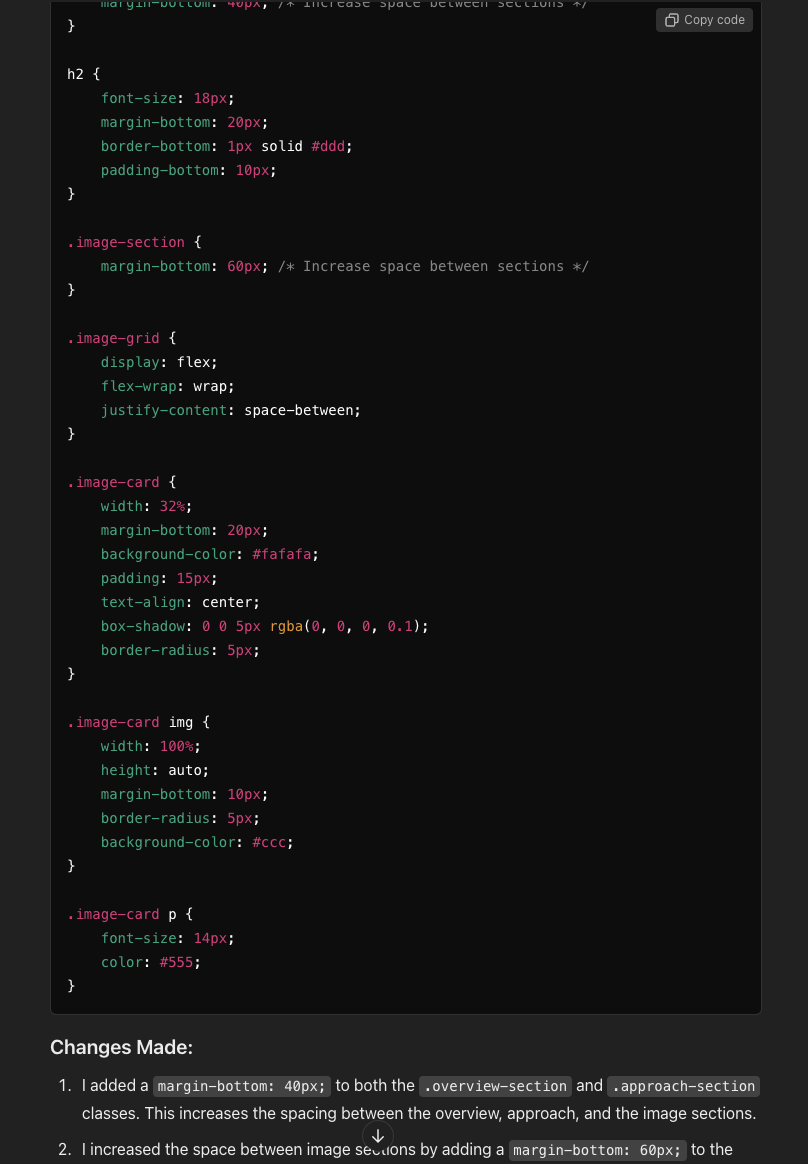 margin-bottom: 40px; /* Increase space between sections */
Copy code
}
h2 {
    font-size: 18px;
    margin-bottom: 20px;
    border-bottom: 1px solid #ddd;
    padding-bottom: 10px;
}
.image-section {
    margin-bottom: 60px; /* Increase space between sections */
}
.image-grid {
    display: flex;
    flex-wrap: wrap;
    justify-content: space-between;
}
.image-card {
    width: 32%;
    margin-bottom: 20px;
    background-color: #fafafa;
    padding: 15px;
    text-align: center;
    box-shadow: 0 0 5px rgba(0, 0, 0, 0.1);
    border-radius: 5px;
}
.image-card img {
    width: 100%;
    height: auto;
    margin-bottom: 10px;
    border-radius: 5px;
    background-color: #ccc;
}
.image-card p {
    font-size: 14px;
    color: #555;
}
Changes Made:
1. I added a margin-bottom: 40px; to both the .overview-section and .approach-section
classes. This increases the spacing between the overview, approach, and the image sections.
2. I increased the space between image sections by adding a margin-bottom: 60px; to the